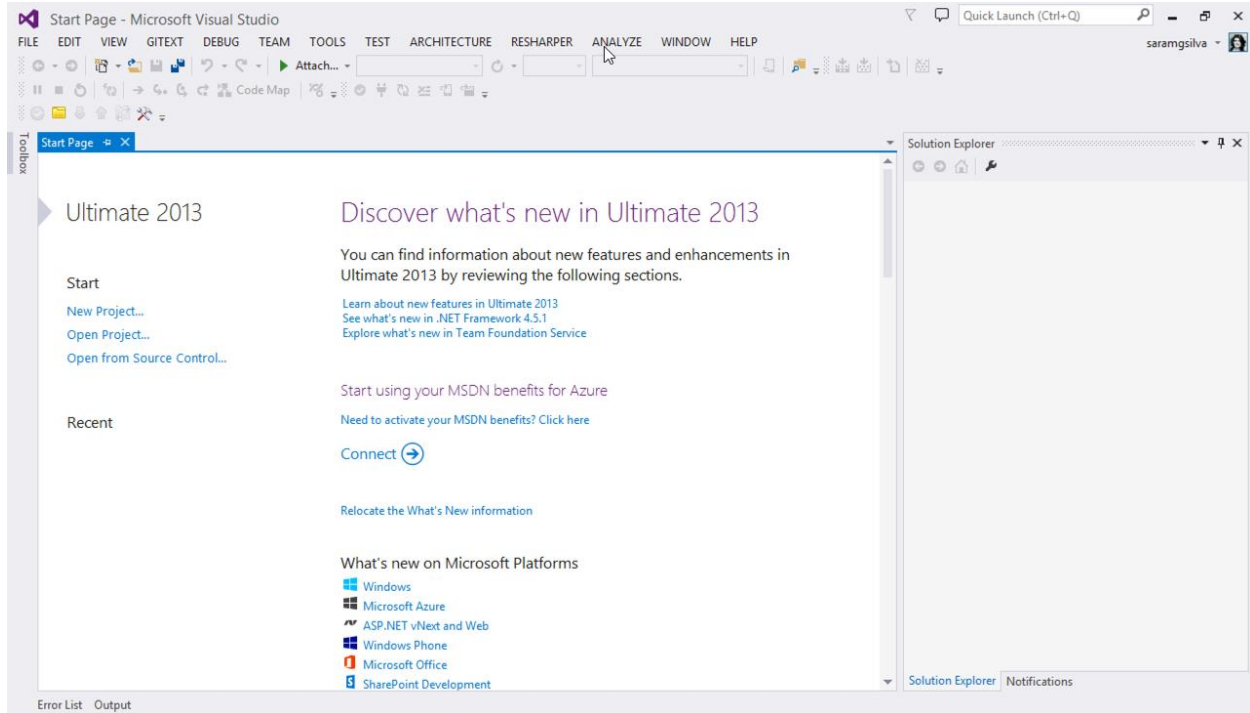 Start Page - Microsoft Visual Studio
Quick Launch (Ctrl+Q)
FILE EDIT VIEW GITEXT DEBUG TEAM TOOLS TEST ARCHITECTURE RESHARPER ANALYZE WINDOW HELP
saramgsilva
Attach...
Code Map
Toolbox
Start Page
Solution Explorer
Ultimate 2013
Start
New Project...
Open Project...
Open from Source Control...
Recent
Discover what's new in Ultimate 2013
You can find information about new features and enhancements in
Ultimate 2013 by reviewing the following sections.
Learn about new features in Ultimate 2013
See what's new in .NET Framework 4.5.1
Explore what's new in Team Foundation Service
Start using your MSDN benefits for Azure
Need to activate your MSDN benefits? Click here
Connect
Relocate the What's New information
What's new on Microsoft Platforms
Windows
Microsoft Azure
ASP.NET vNext and Web
Windows Phone
Microsoft Office
SharePoint Development
Solution Explorer Notifications
Error List Output